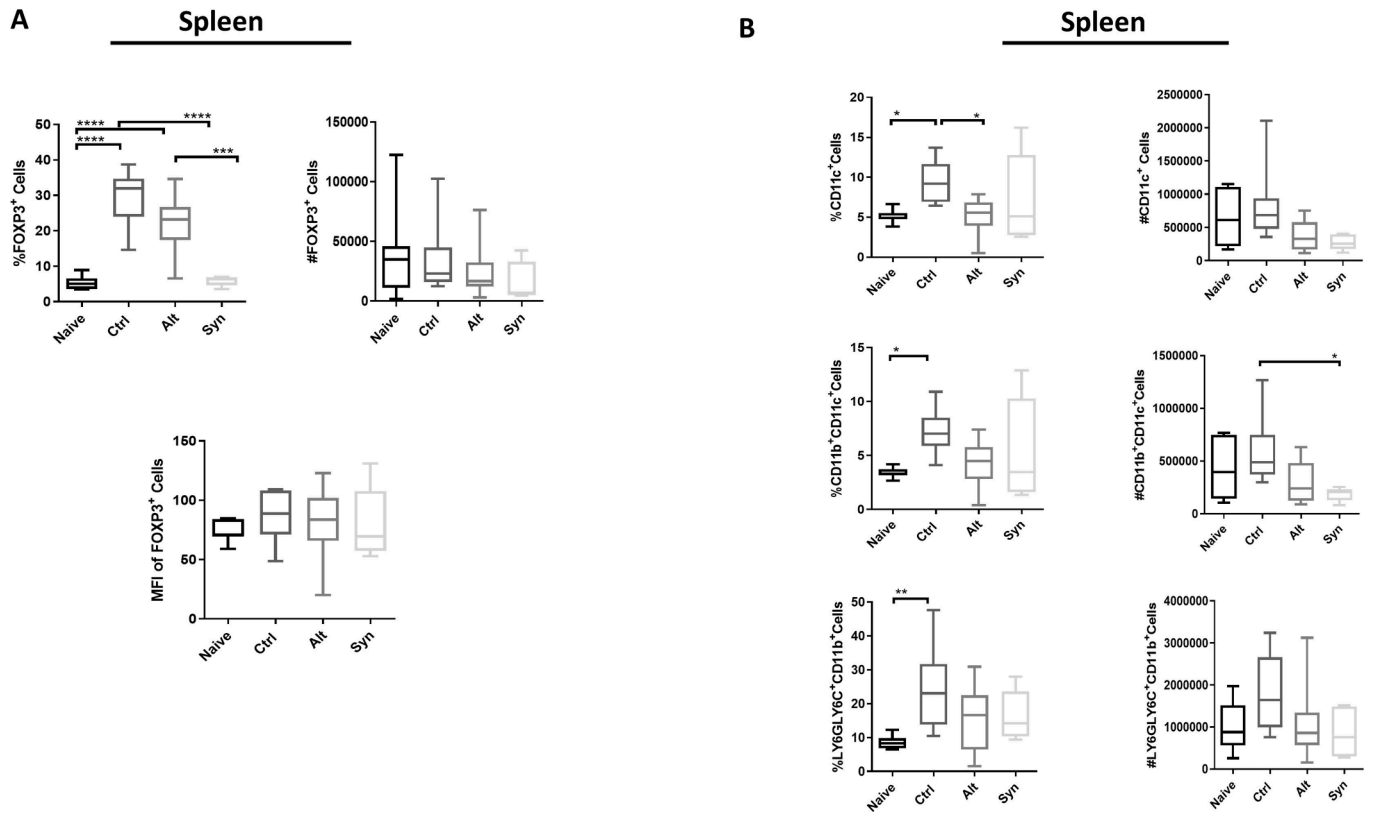 A
Spleen
%FOXP3+ Cells
50
40
30
20
10
0
****
****
****
***
Naive
Ctrl
Alt
Syn
#FOXP3+ Cells
150000
100000
50000
0
Naive
Ctrl
Alt
Syn
MFI of FOXP3+ Cells
150
100
50
0
Naive
Ctrl
Alt
Syn
B
Spleen
%CD11c+Cells
20
15
10
5
0
*
*
Naive
Ctrl
Alt
Syn
#CD11c+ Cells
2500000
2000000
1500000
1000000
500000
0
Naive
Ctrl
Alt
Syn
%CD11b+CD11c+Cells
15
10
5
0
*
Naive
Ctrl
Alt
Syn
#CD11b+CD11c+Cells
1500000
1000000
500000
0
*
Naive
Ctrl
Alt
Syn
%LY6GLY6C+CD11b+Cells
50
40
30
20
10
0
**
Naive
Ctrl
Alt
Syn
#LY6GLY6C+CD11b+Cells
4000000
3000000
2000000
1000000
0
Naive
Ctrl
Alt
Syn